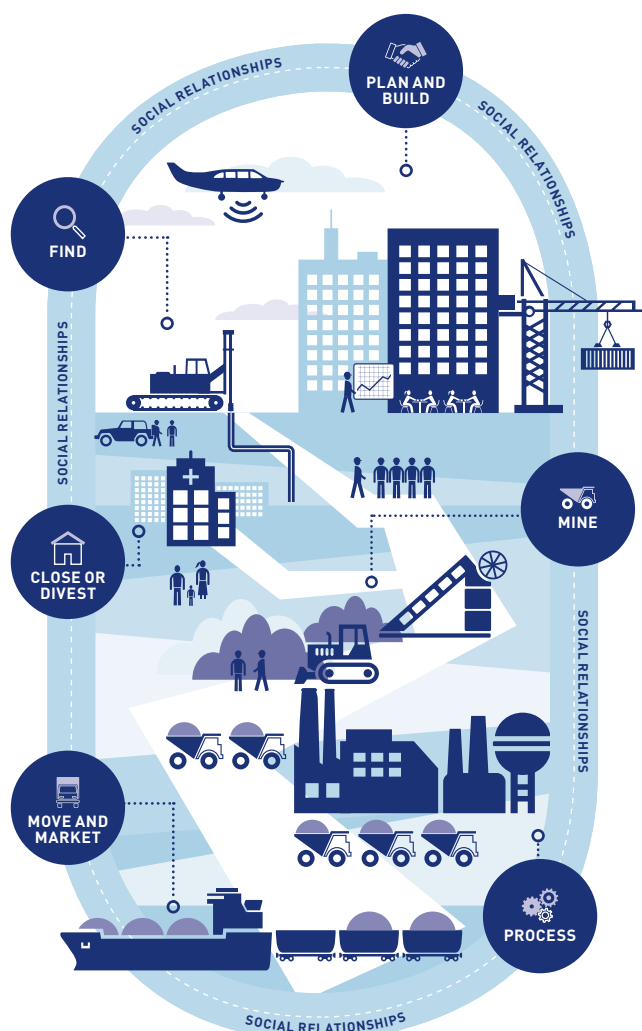 SOCIAL RELATIONSHIPS
PLAN AND
BUILD
SOCIAL RELATIONSHIPS
FIND
SOCIAL RELATIONSHIPS
MINE
CLOSE OR
DIVEST
SOCIAL RELATIONSHIPS
MOVE AND
MARKET
PROCESS
SOCIAL RELATIONSHIPS